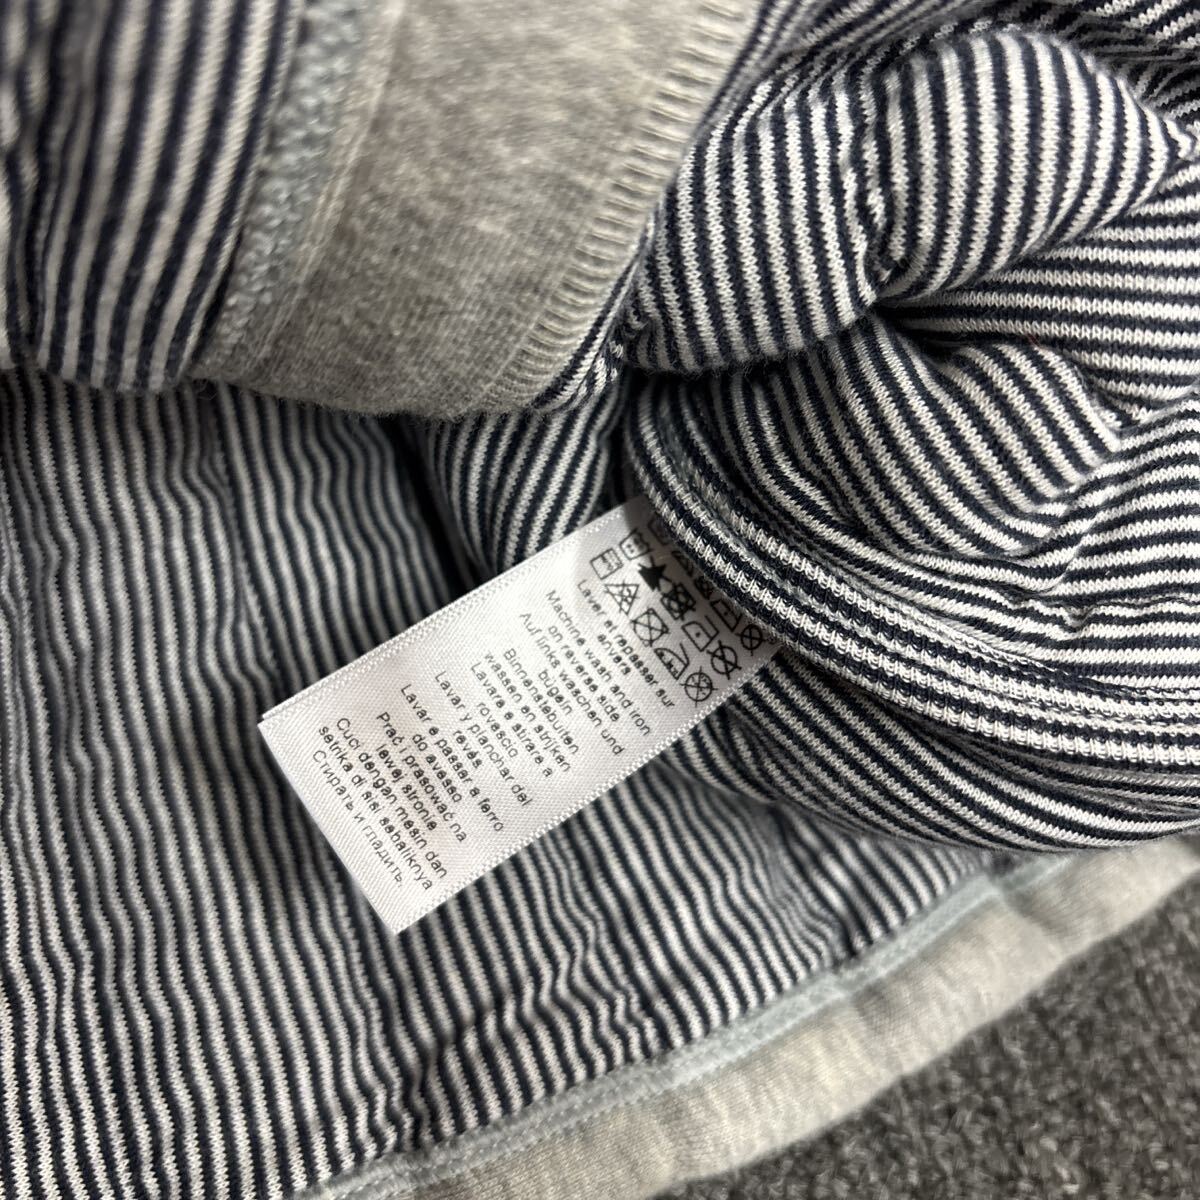 Laver et repasser sur
envers
Machine wash and iron
on reverse side
Auf links waschen und
bügeln
Binnenstebuiten
wassen en strijken
Lavare e stirare a
rovescio
Lavar y planchar del
revés.
Lavar e passar a ferro
do avesso
Prać i prasować na
lewej stronie
Cuci dengan mesin dan
setrika di sisi sebaliknya
Стирать и гладить,